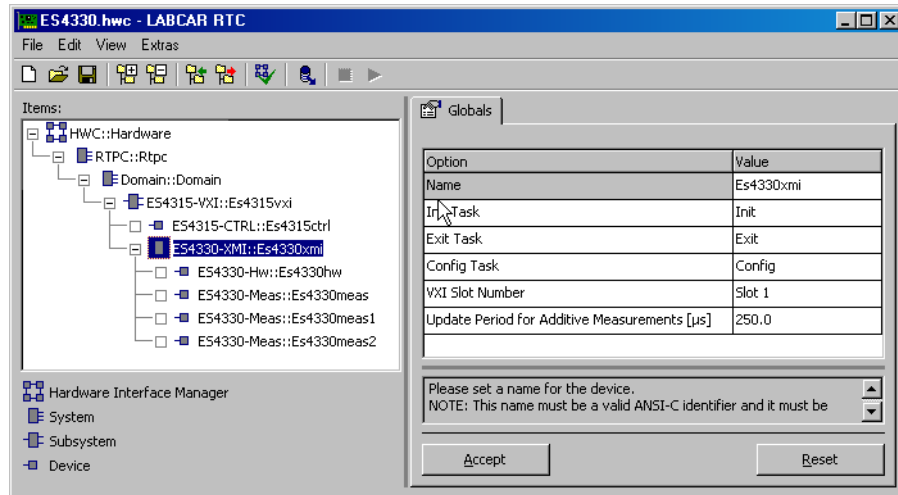 ES4330.hwc - LABCAR RTC
File Edit View Extras
Items:
HWC::Hardware
RTPC::Rtpc
Domain::Domain
ES4315-VXI::Es4315vxi
ES4315-CTRL::Es4315ctrl
ES4330-XMI::Es4330xmi
ES4330-Hw::Es4330hw
ES4330-Meas::Es4330meas
ES4330-Meas::Es4330meas1
ES4330-Meas::Es4330meas2
Hardware Interface Manager
System
Subsystem
Device
Globals
Option Value
Name Es4330xmi
Init Task Init
Exit Task Exit
Config Task Config
VXI Slot Number Slot 1
Update Period for Additive Measurements [µs] 250.0
Please set a name for the device.
NOTE: This name must be a valid ANSI-C identifier and it must be
Accept Reset